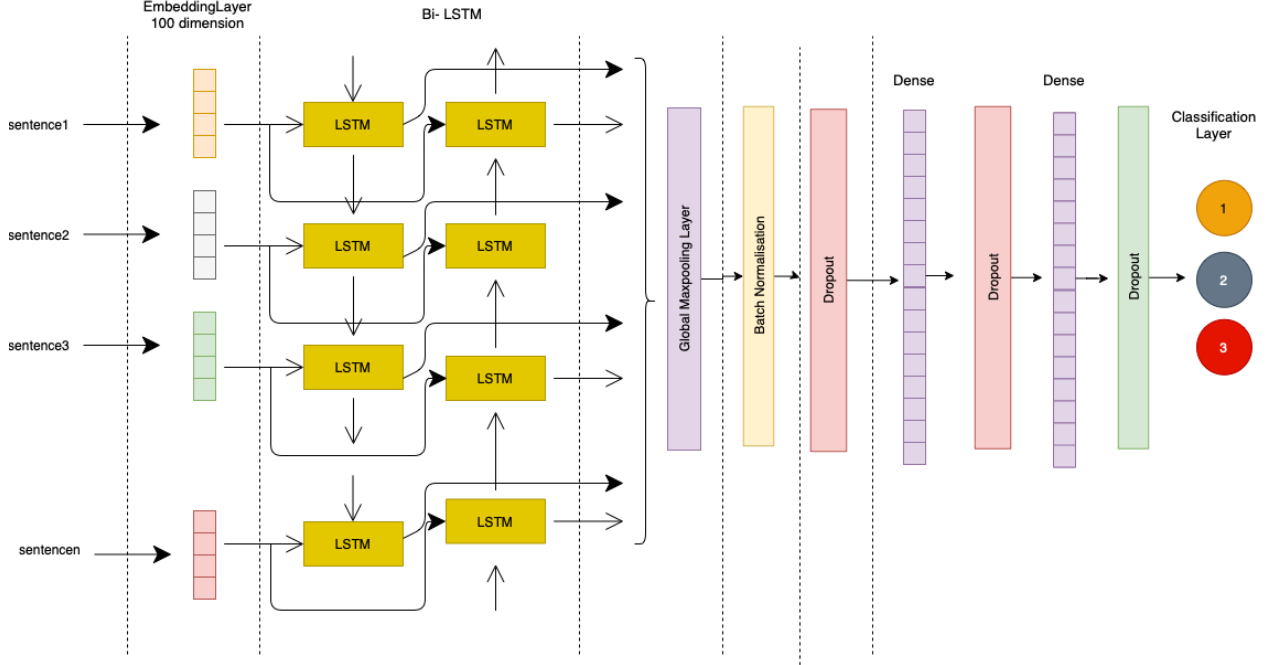 EmbeddingLayer
100 dimension
Bi- LSTM
sentence1
sentence2
sentence3
sentencen
LSTM
LSTM
LSTM
LSTM
LSTM
LSTM
LSTM
LSTM
Global Maxpooling Layer
Batch Normalisation
Dropout
Dense
Dropout
Dense
Dropout
Classification
Layer
1
2
3